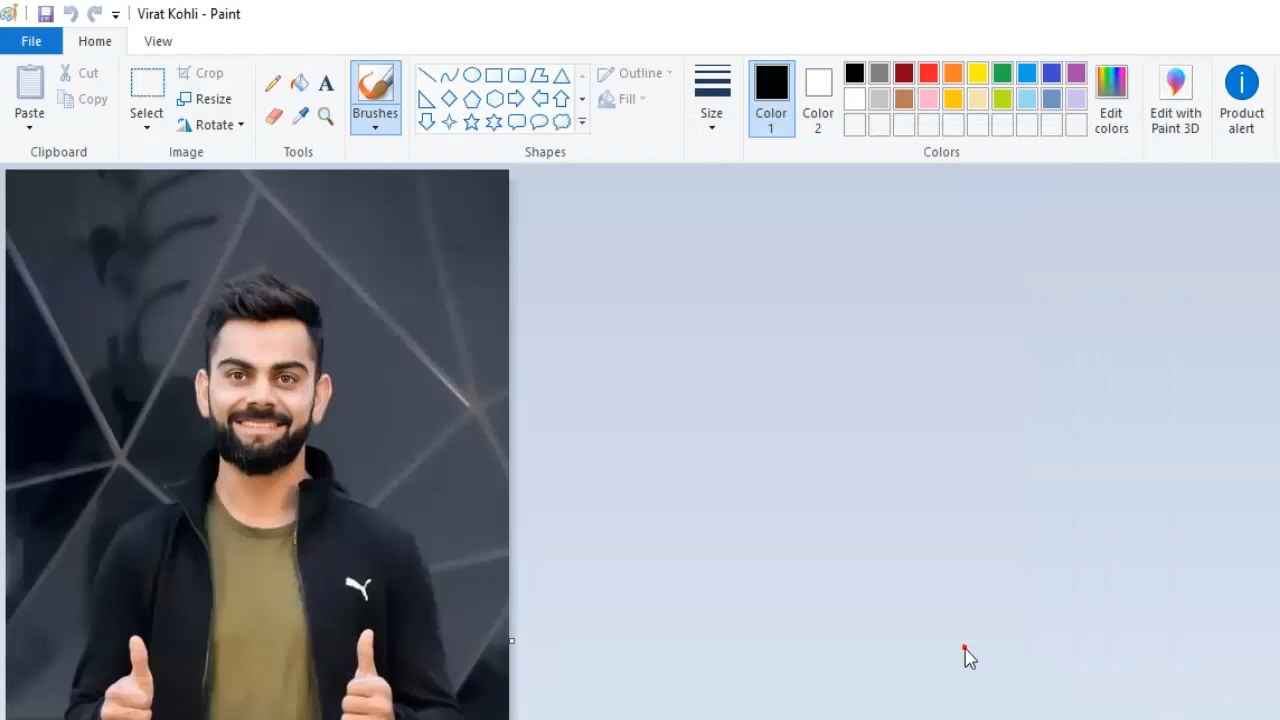 Virat Kohli - Paint
File Home View
Paste
Cut
Copy
Clipboard
Select
Crop
Resize
Rotate
Image
A
Tools
Brushes
Shapes
Outline
Fill
Size
Color 1
Color 2
Edit colors
Colors
Edit with Paint 3D
i
Product alert